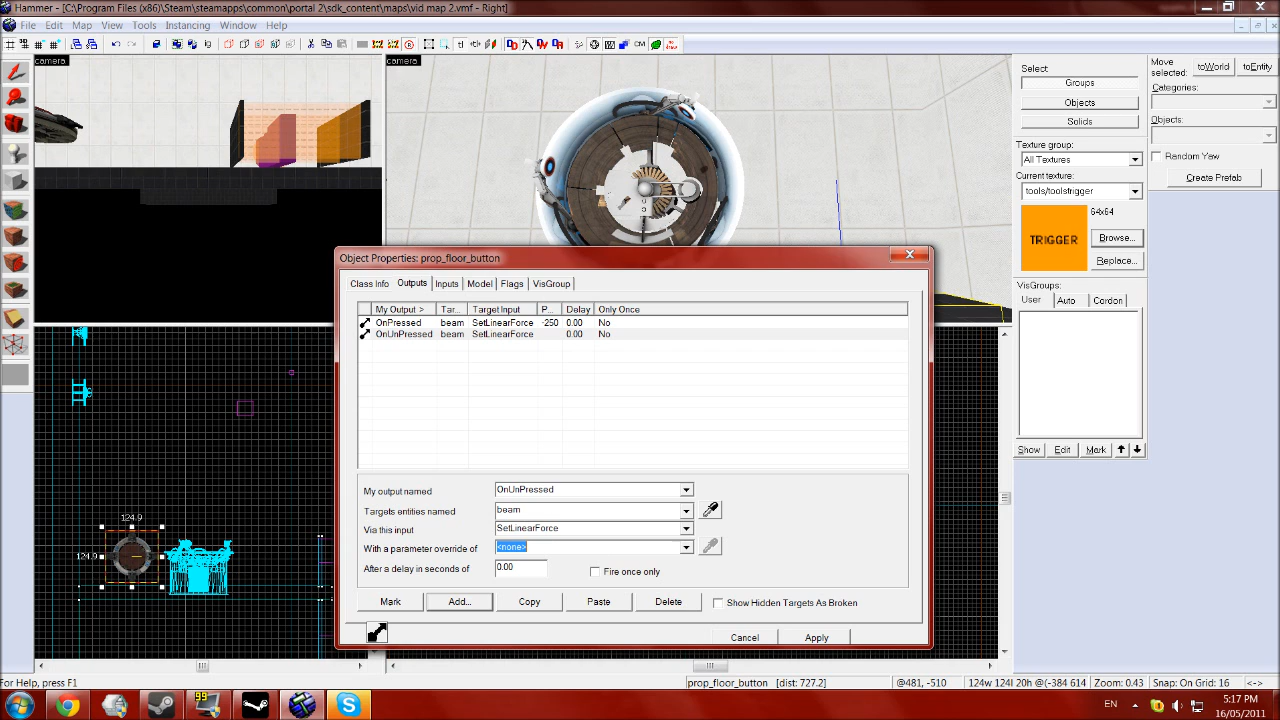 Hammer - [C:\Program Files (x86)\Steam\steamapps\common\portal 2\sdk_content\maps\vid map 2.vmf - Right]
File Edit Map View Tools Instancing Window Help
camera
camera
Select:
Groups
Objects
Solids
Texture group:
All Textures
Current texture:
tools/toolstrigger
TRIGGER
64x64
Browse...
Replace...
VisGroups:
User Auto Cordon
Show Edit Mark
Move selected:
toWorld toEntity
Categories:
Objects:
Random Yaw
Create Prefab
Object Properties: prop_floor_button
Class Info Outputs Inputs Model Flags VisGroup
My Output > Tar... Target Input P... Delay Only Once
OnPressed beam SetLinearForce -250 0.00 No
OnUnPressed beam SetLinearForce 0.00 No
My output named OnUnPressed
Targets entities named beam
Via this input SetLinearForce
With a parameter override of <none>
After a delay in seconds of 0.00 Fire once only
Mark Add... Copy Paste Delete Show Hidden Targets As Broken
Cancel Apply
124.9
124.9
For Help, press F1
prop_floor_button [dist: 727.2]
@481, -510
124w 124l 20h @(-384 614)
Zoom: 0.43
Snap: On Grid: 16
<->
99
EN
5:17 PM
16/05/2011